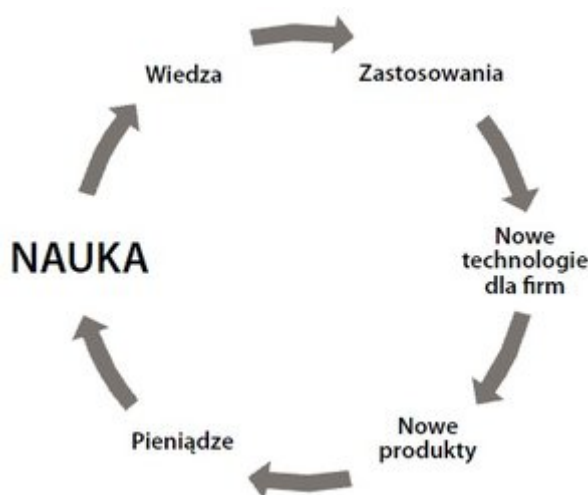 Wiedza
Zastosowania
Nowe
technologie
dla firm
Nowe
produkty
Pieniądze
NAUKA